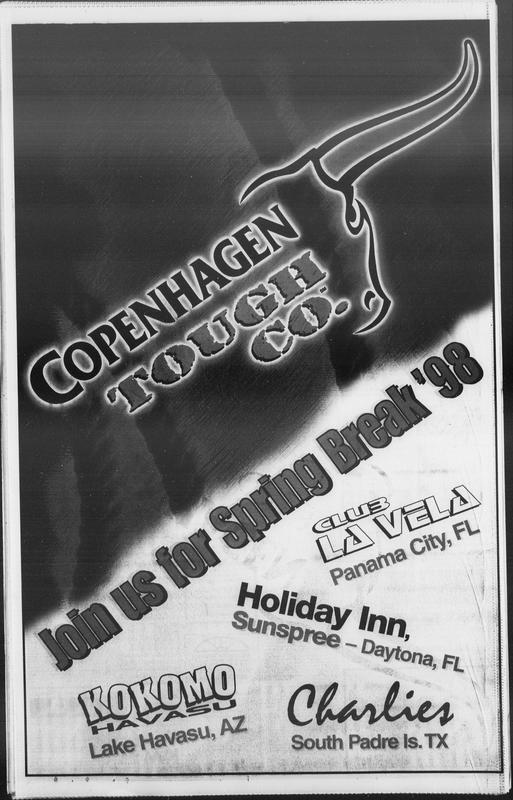 COPENHAGEN
TOUGH
CO.
Join us for Spring Break '98
CLUB
LA VELA
Panama City, FL
Holiday Inn,
Sunspree – Daytona, FL
KOKOMO
HAVASU
Lake Havasu, AZ
Charlies
South Padre Is. TX